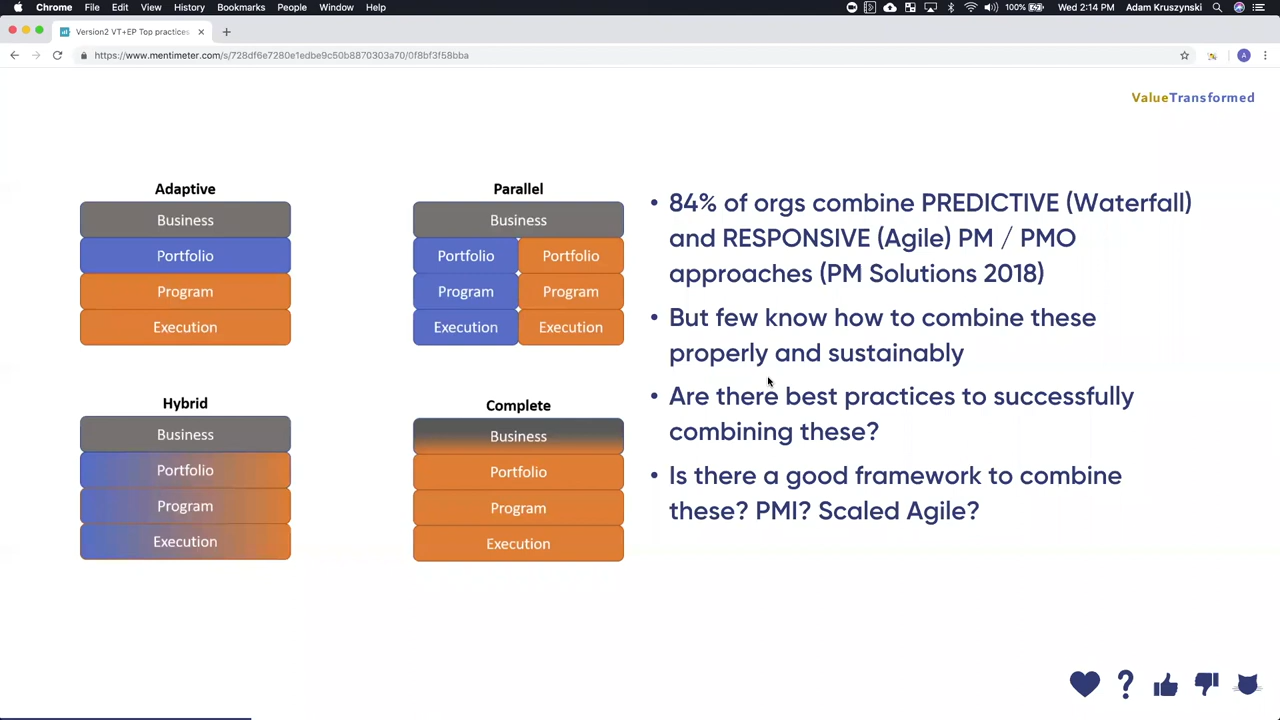 Chrome File Edit View History Bookmarks People Window Help 100% Wed 2:14 PM Adam Kruszynski
Version2 VT+EP Top practices
https://www.mentimeter.com/s/728df6e7280e1edbe9c50b8870303a70/0f8bf3f58bba
A
ValueTransformed
Adaptive
Business
Portfolio
Program
Execution
Parallel
Business
Portfolio Portfolio
Program Program
Execution Execution
Hybrid
Business
Portfolio
Program
Execution
Complete
Business
Portfolio
Program
Execution
• 84% of orgs combine PREDICTIVE (Waterfall)
and RESPONSIVE (Agile) PM / PMO
approaches (PM Solutions 2018)
• But few know how to combine these
properly and sustainably
• Are there best practices to successfully
combining these?
• Is there a good framework to combine
these? PMI? Scaled Agile?